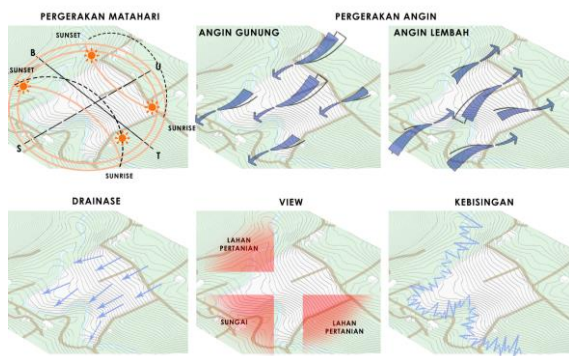 PERGERAKAN MATAHARI
SUNSET
B
U
SUNSET
SUNRISE
S
T
SUNRISE
PERGERAKAN ANGIN
ANGIN GUNUNG
ANGIN LEMBAH
DRAINASE
VIEW
LAHAN
PERTANIAN
SUNGAI
LAHAN
PERTANIAN
KEBISINGAN